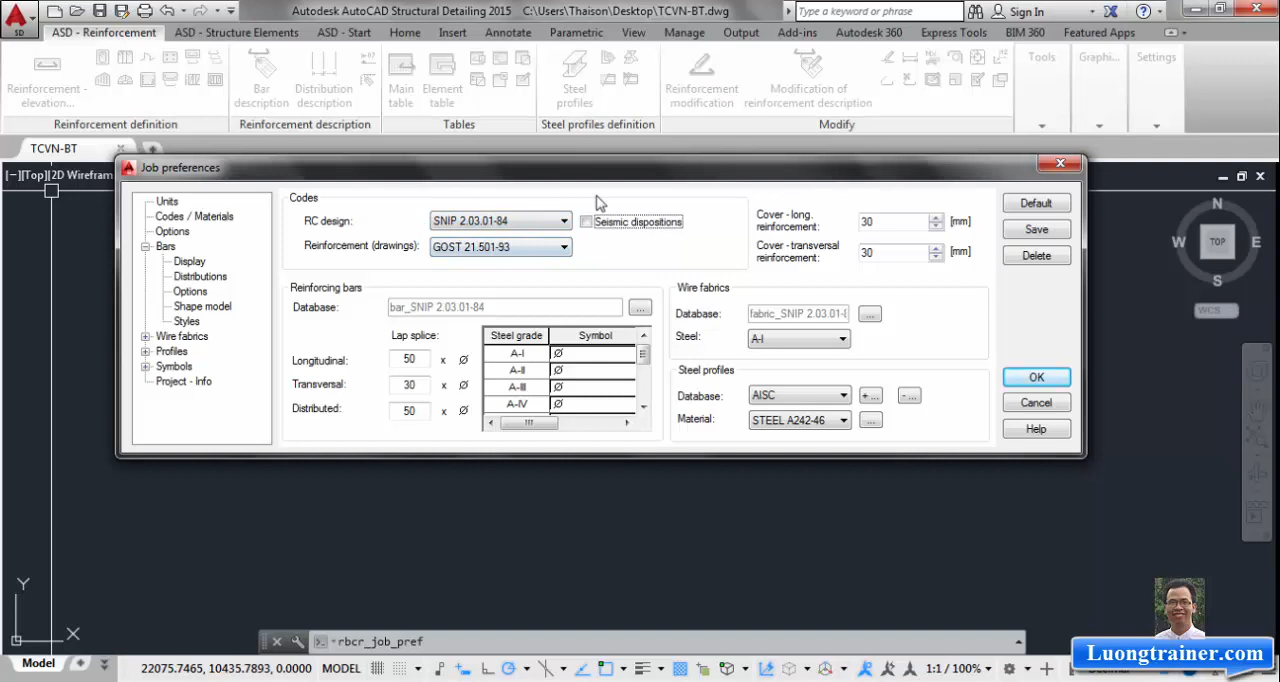 Autodesk AutoCAD Structural Detailing 2015 C:\Users\Thaison\Desktop\TCVN-BT.dwg
Type a keyword or phrase
Sign In
SD
ASD - Reinforcement ASD - Structure Elements ASD - Start Home Insert Annotate Parametric View Manage Output Add-ins Autodesk 360 Express Tools BIM 360 Featured Apps
Reinforcement - elevation...
Bar description
Distribution description
Main table
Element table
Steel profiles
Reinforcement modification
Modification of reinforcement description
Tools
Graphi...
Settings
Reinforcement definition Reinforcement description Tables Steel profiles definition Modify
TCVN-BT
[−][Top][2D Wirefram
Job preferences
Units
Codes / Materials
Options
Bars
Display
Distributions
Options
Shape model
Styles
Wire fabrics
Profiles
Symbols
Project - Info
Codes
RC design: SNIP 2.03.01-84 Seismic dispositions
Reinforcement (drawings): GOST 21.501-93
Cover - long. reinforcement: 30 [mm]
Cover - transversal reinforcement: 30 [mm]
Reinforcing bars
Database: bar_SNIP 2.03.01-84 ...
Lap splice:
Longitudinal: 50 x Ø
Transversal: 30 x Ø
Distributed: 50 x Ø
Steel grade Symbol
A-I Ø
A-II Ø
A-III Ø
A-IV Ø
Wire fabrics
Database: fabric_SNIP 2.03.01-8 ...
Steel: A-I
Steel profiles
Database: AISC + ... - ...
Material: STEEL A242-46 ...
Default
Save
Delete
OK
Cancel
Help
N
W TOP E
S
WCS
Y
X
rbcr_job_pref
Model
22075.7465, 10435.7893, 0.0000 MODEL
1:1 / 100%
Luongtrainer.com